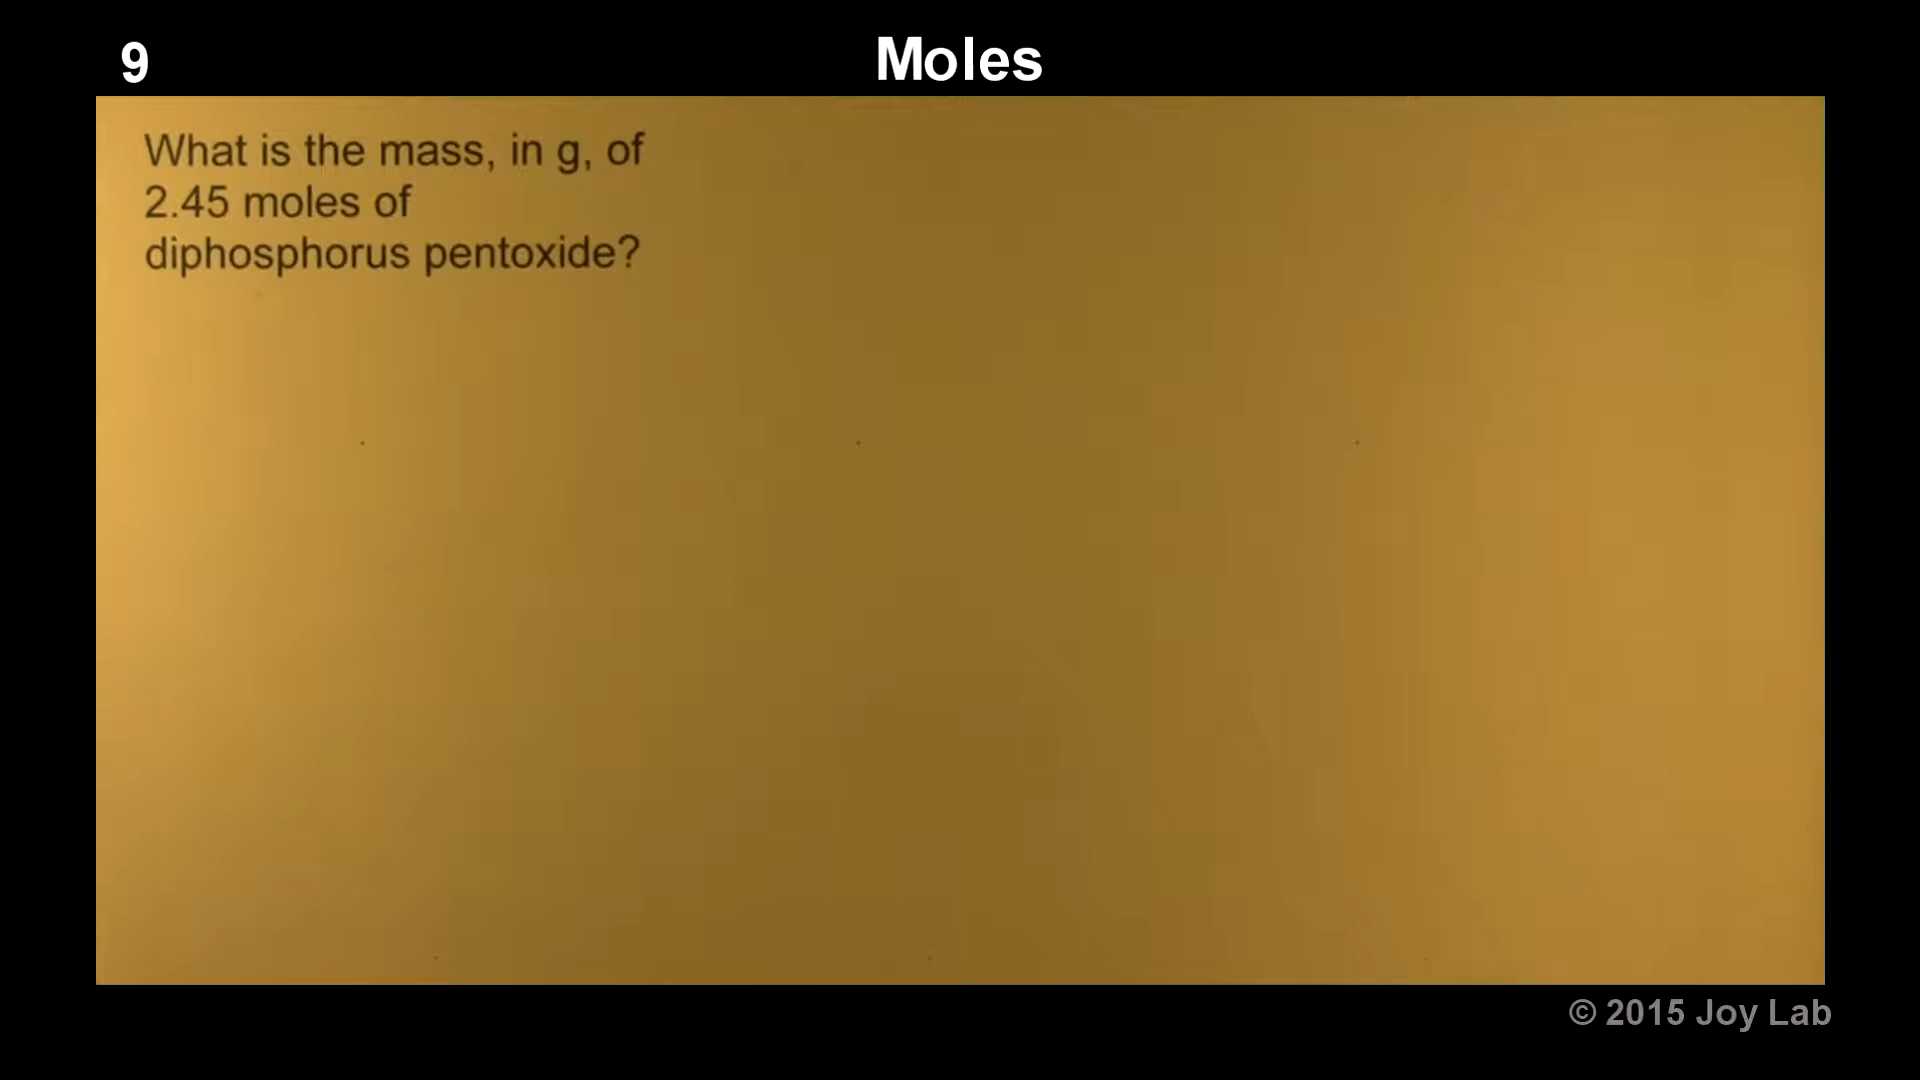 9
Moles
What is the mass, in g, of
2.45 moles of
diphosphorus pentoxide?
© 2015 Joy Lab